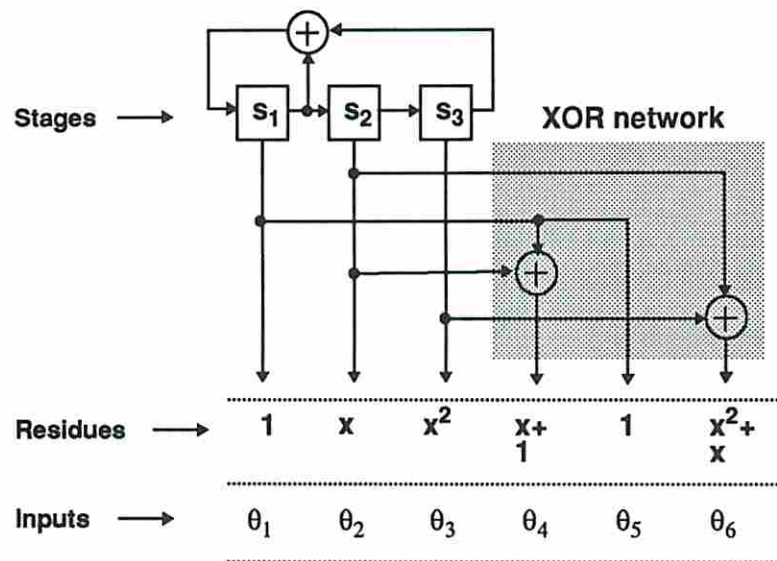 +
Stages
S₁ S₂ S₃
XOR network
+
+
Residues
1 x x² x+ 1 x²+
1 x
Inputs
θ₁ θ₂ θ₃ θ₄ θ₅ θ₆